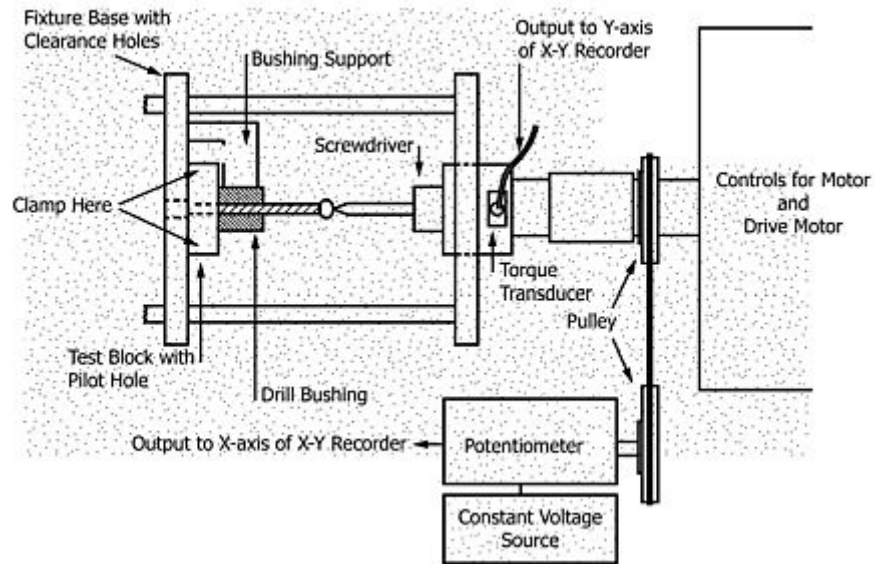 Fixture Base with
Clearance Holes
Bushing Support
Output to Y-axis
of X-Y Recorder
Screwdriver
Clamp Here
Controls for Motor
and
Drive Motor
Torque
Transducer
Pulley
Test Block with
Pilot Hole
Drill Bushing
Output to X-axis of X-Y Recorder
Potentiometer
Constant Voltage
Source